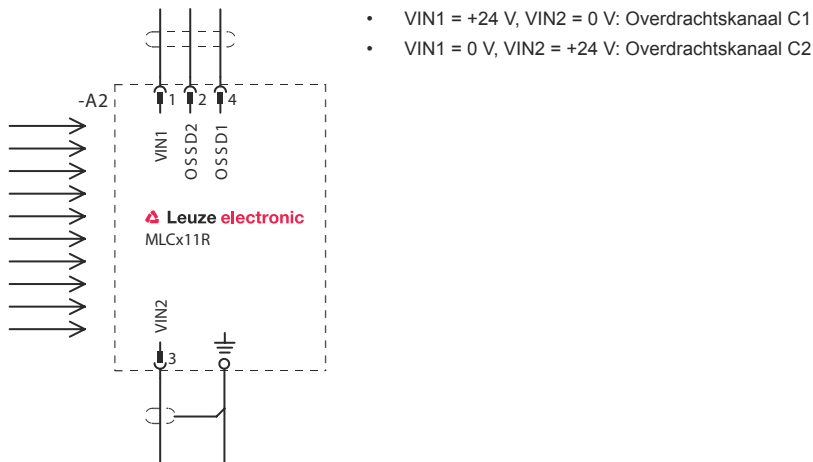 • VIN1 = +24 V, VIN2 = 0 V: Overdrachtskanaal C1
• VIN1 = 0 V, VIN2 = +24 V: Overdrachtskanaal C2
-A2
1 2 4
VIN1
OSSD2
OSSD1
Leuze electronic
MLCx11R
VIN2
3